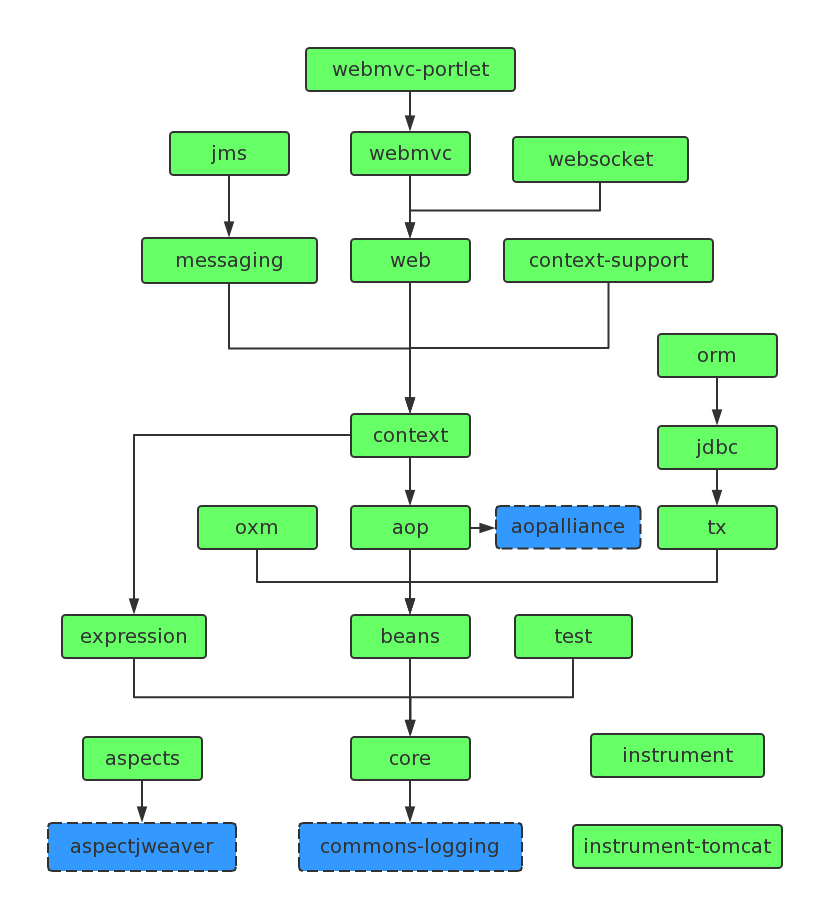 webmvc-portlet
jms
webmvc
websocket
messaging
web
context-support
orm
context
jdbc
oxm
aop
aopalliance
tx
expression
beans
test
aspects
core
instrument
aspectjweaver
commons-logging
instrument-tomcat